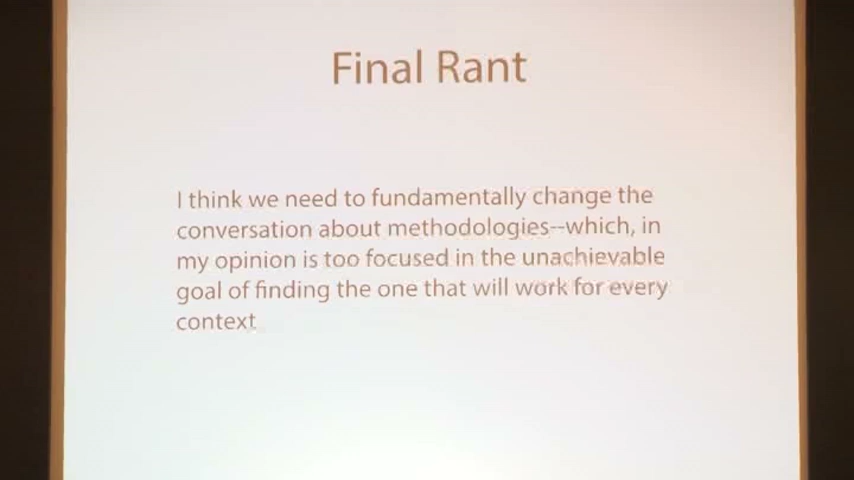 Final Rant
I think we need to fundamentally change the
conversation about methodologies--which, in
my opinion is too focused in the unachievable
goal of finding the one that will work for every
context